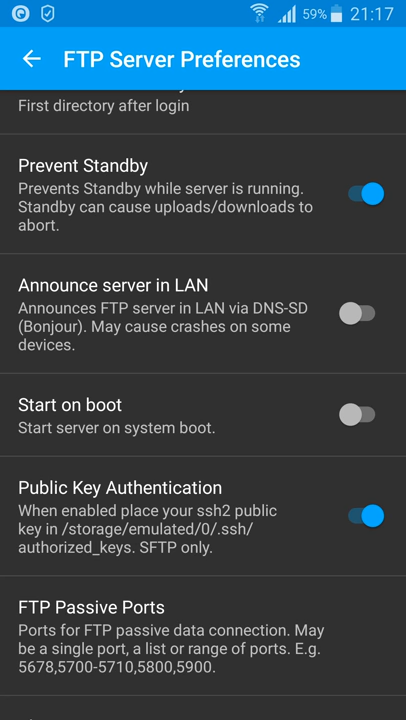 59% 21:17
FTP Server Preferences
First directory after login
Prevent Standby
Prevents Standby while server is running.
Standby can cause uploads/downloads to
abort.
Announce server in LAN
Announces FTP server in LAN via DNS-SD
(Bonjour). May cause crashes on some
devices.
Start on boot
Start server on system boot.
Public Key Authentication
When enabled place your ssh2 public
key in /storage/emulated/0/.ssh/
authorized_keys. SFTP only.
FTP Passive Ports
Ports for FTP passive data connection. May
be a single port, a list or range of ports. E.g.
5678,5700-5710,5800,5900.